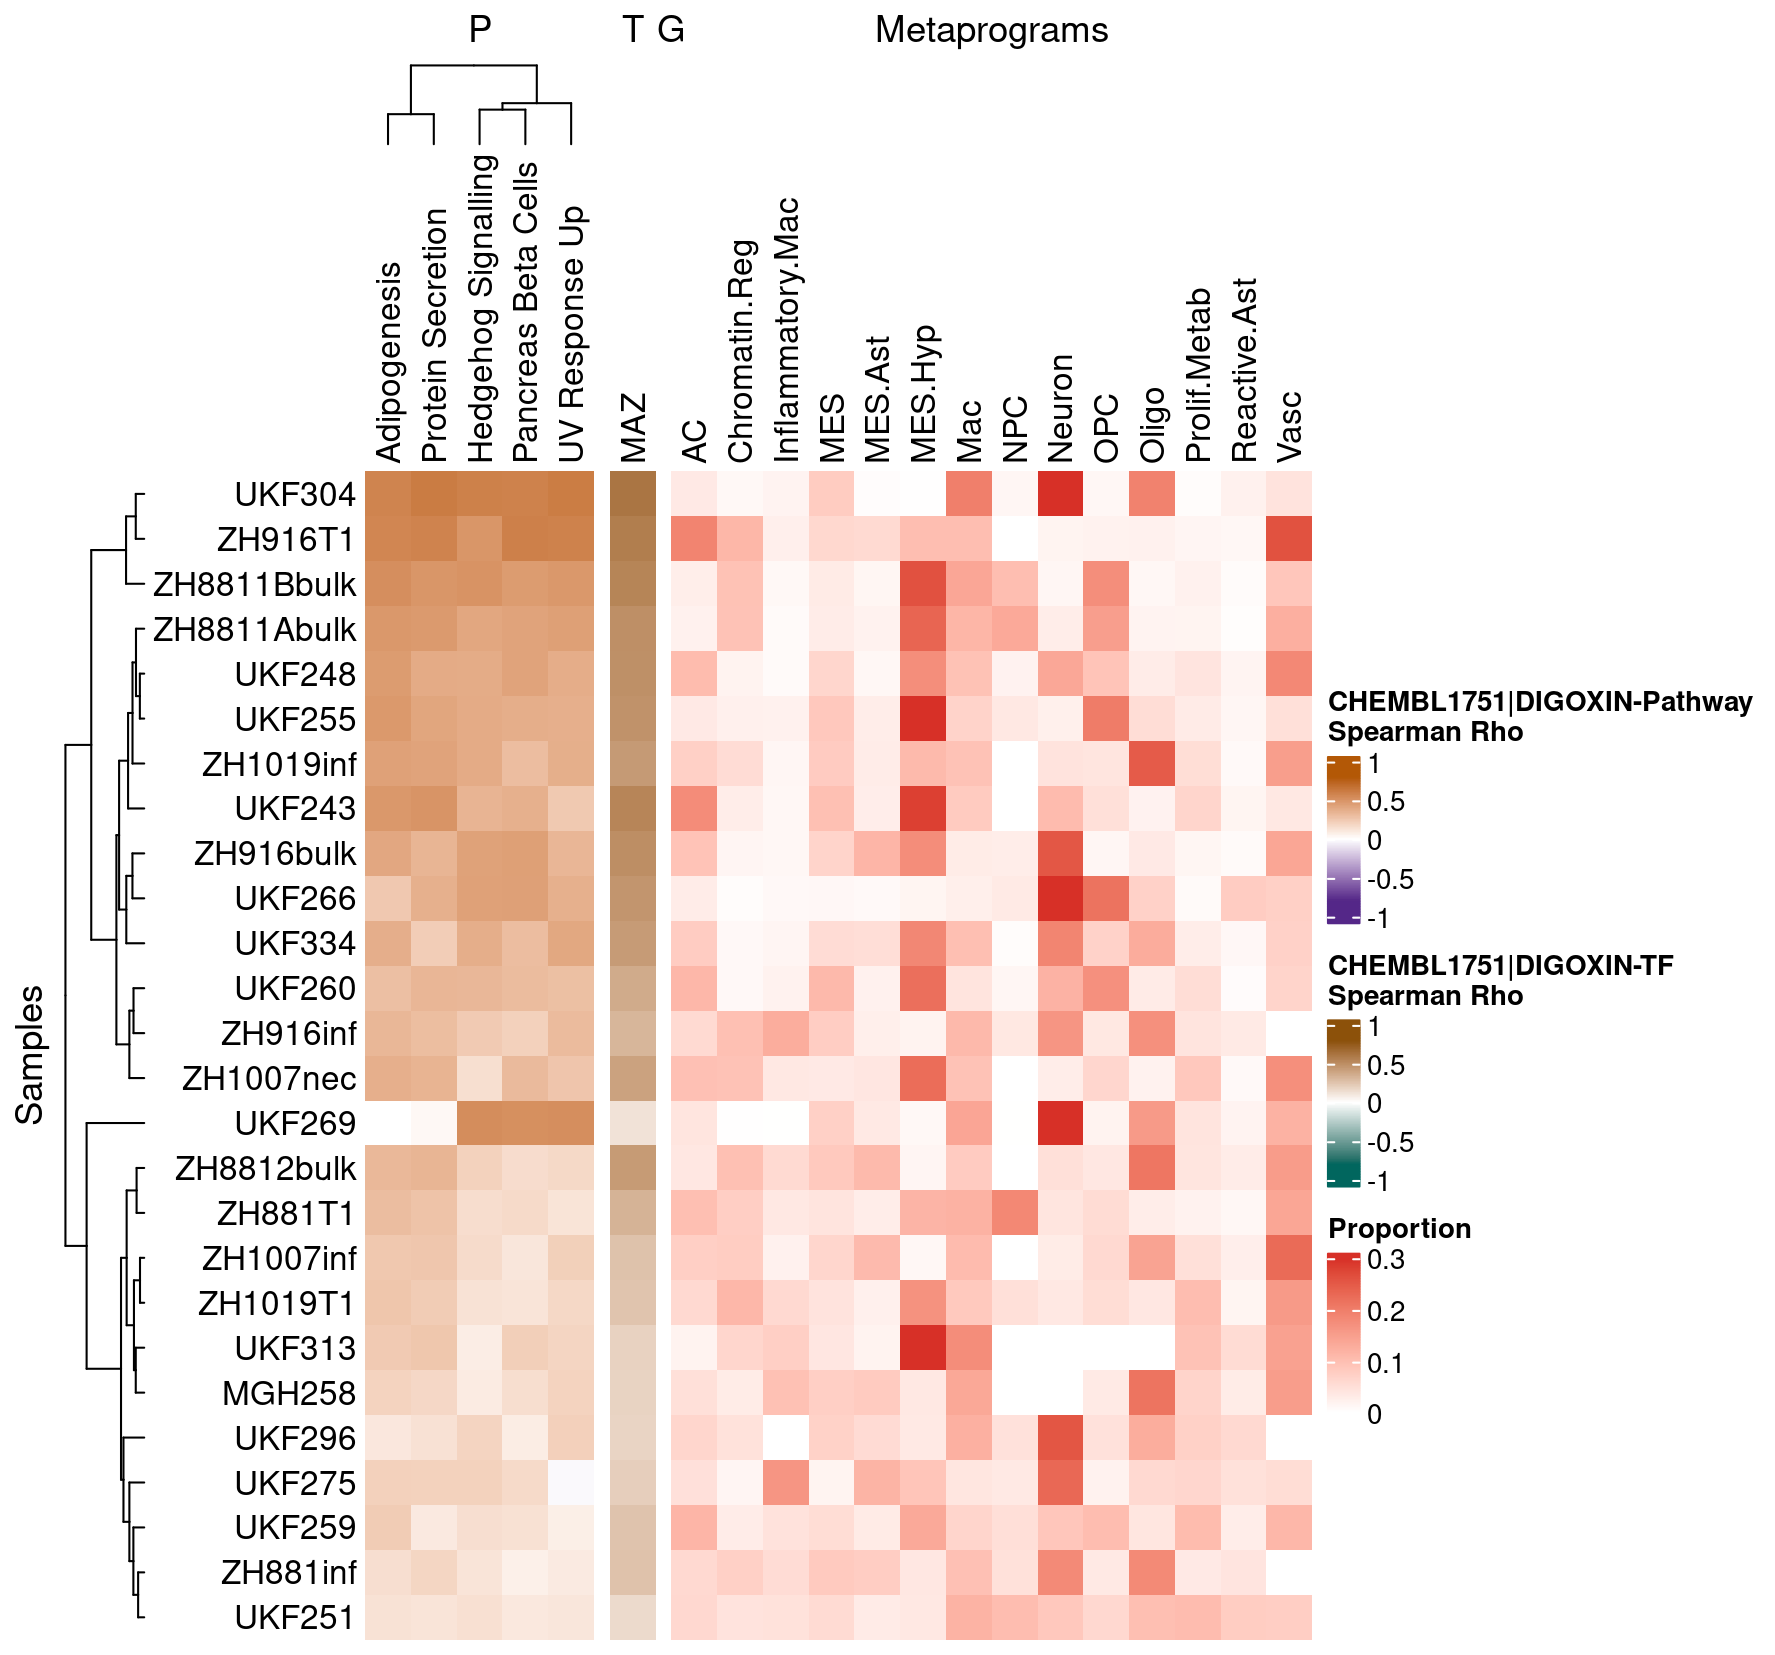 P T G Metaprograms
Adipogenesis
Protein Secretion
Hedgehog Signalling
Pancreas Beta Cells
UV Response Up
MAZ
AC
Chromatin.Reg
Inflammatory.Mac
MES
MES.Ast
MES.Hyp
Mac
NPC
Neuron
OPC
Oligo
Prolif.Metab
Reactive.Ast
Vasc
Samples
UKF304
ZH916T1
ZH8811Bbulk
ZH8811Abulk
UKF248
UKF255
ZH1019inf
UKF243
ZH916bulk
UKF266
UKF334
UKF260
ZH916inf
ZH1007nec
UKF269
ZH8812bulk
ZH881T1
ZH1007inf
ZH1019T1
UKF313
MGH258
UKF296
UKF275
UKF259
ZH881inf
UKF251
CHEMBL1751|DIGOXIN-Pathway
Spearman Rho
1
0.5
0
-0.5
-1
CHEMBL1751|DIGOXIN-TF
Spearman Rho
1
0.5
0
-0.5
-1
Proportion
0.3
0.2
0.1
0